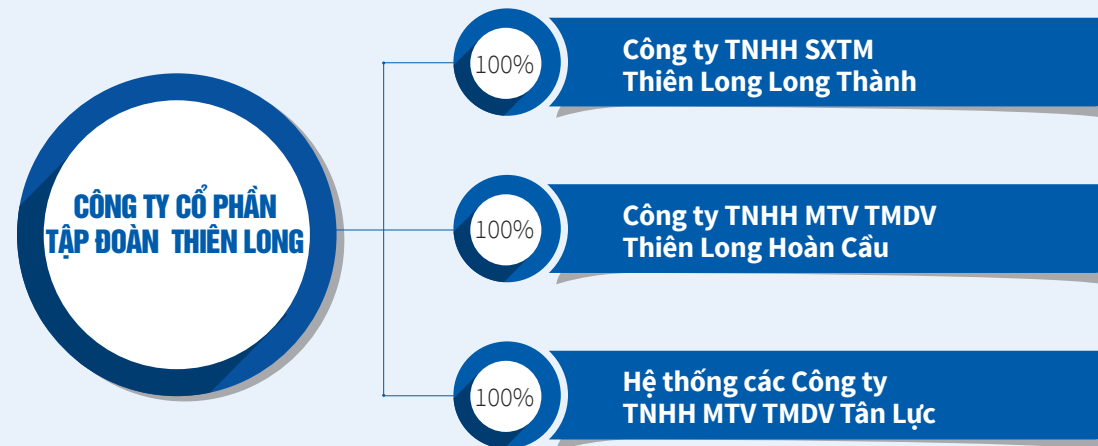 CÔNG TY CỔ PHẦN
TẬP ĐOÀN THIÊN LONG
100%
Công ty TNHH SXTM
Thiên Long Long Thành
100%
Công ty TNHH MTV TMDV
Thiên Long Hoàn Cầu
100%
Hệ thống các Công ty
TNHH MTV TMDV Tân Lực